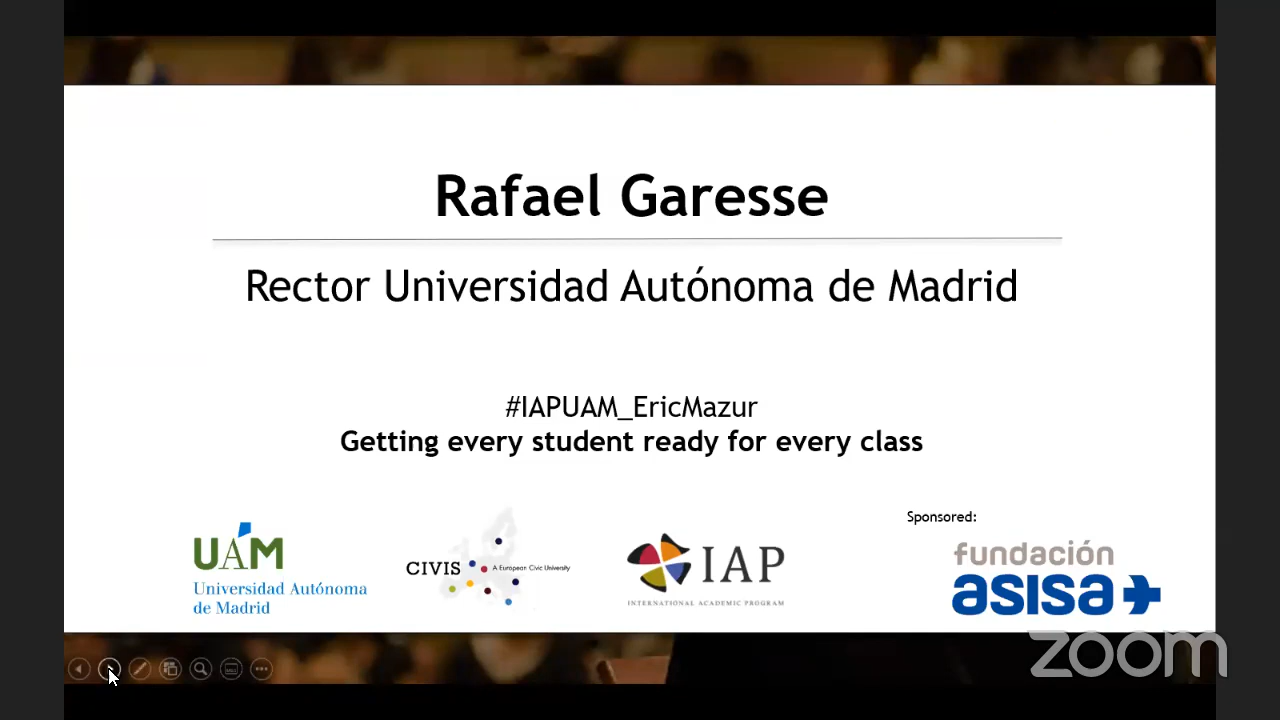 Rafael Garesse
Rector Universidad Autónoma de Madrid
#IAPUAM_EricMazur
Getting every student ready for every class
Sponsored:
UAM
Universidad Autónoma
de Madrid
CIVIS
A European Civic University
IAP
INTERNATIONAL ACADEMIC PROGRAM
fundación
asisa
zoom